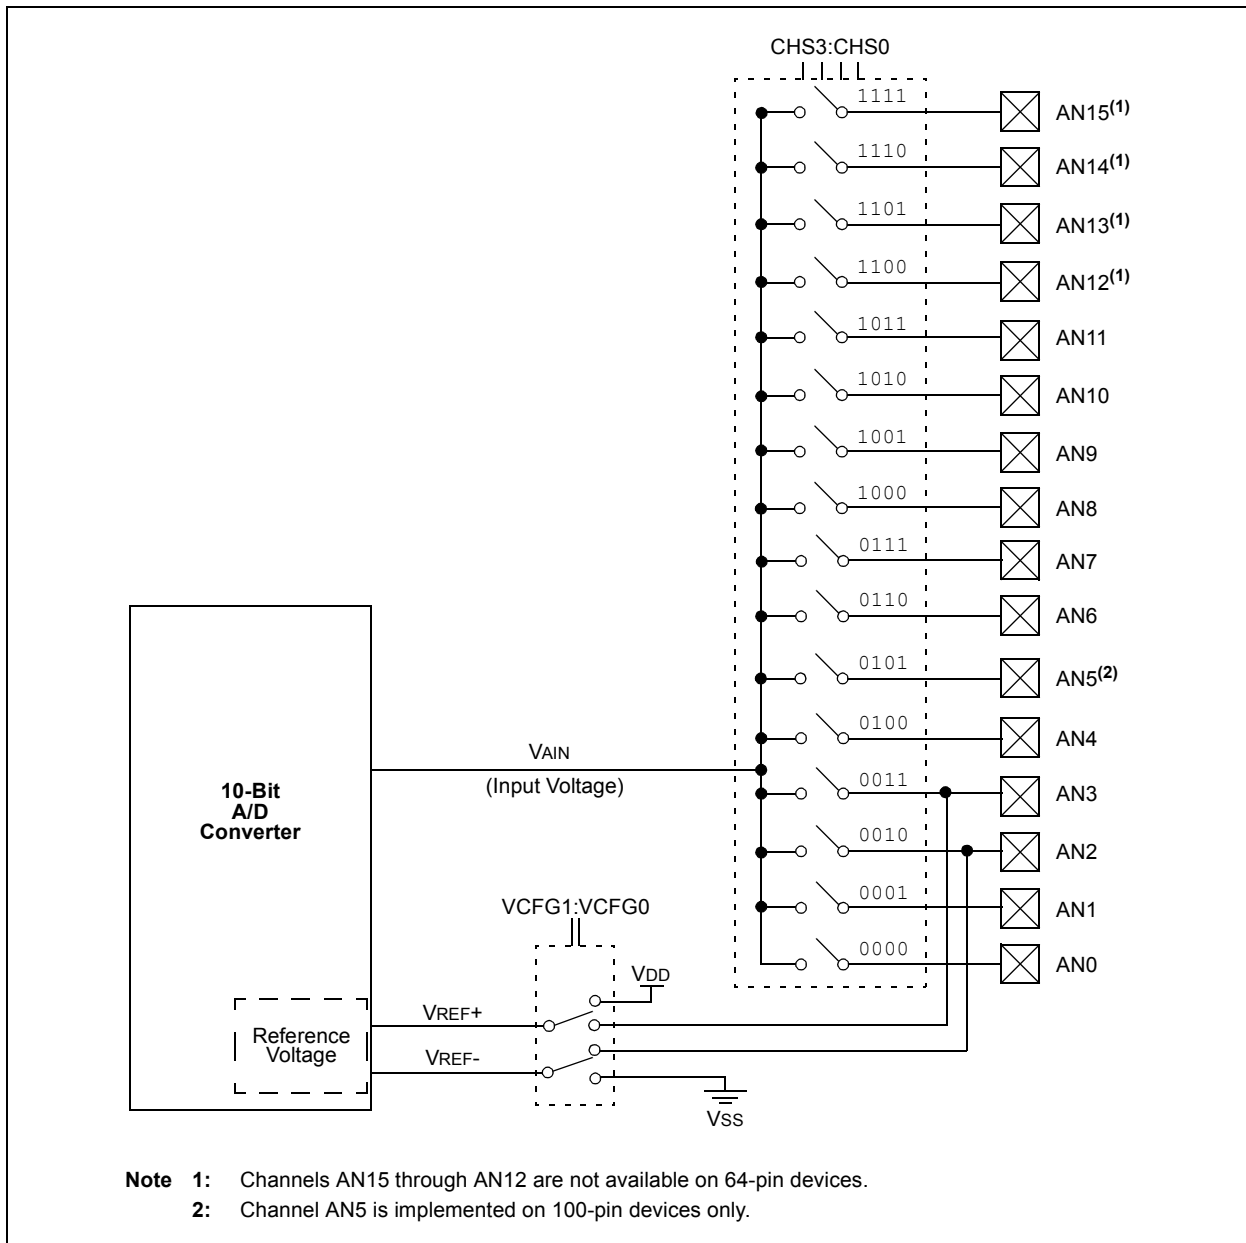 CHS3:CHS0
1111 AN15(1)
1110 AN14(1)
1101 AN13(1)
1100 AN12(1)
1011 AN11
1010 AN10
1001 AN9
1000 AN8
0111 AN7
0110 AN6
0101 AN5(2)
0100 AN4
VAIN
(Input Voltage)
0011 AN3
10-Bit
A/D
Converter
0010 AN2
0001 AN1
VCFG1:VCFG0
0000 AN0
VDD
VREF+
Reference
Voltage
VREF-
VSS
Note 1: Channels AN15 through AN12 are not available on 64-pin devices.
2: Channel AN5 is implemented on 100-pin devices only.